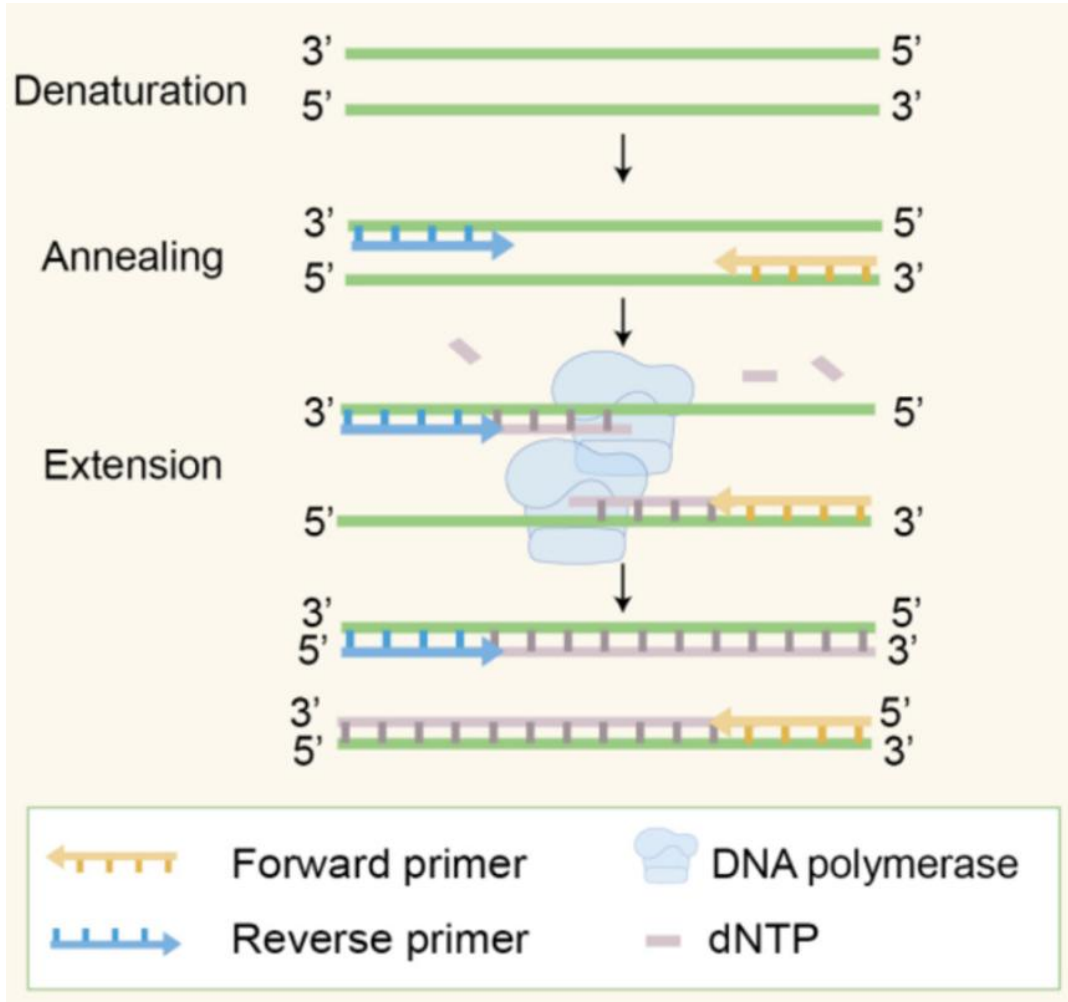 3’ 5’
Denaturation
5’ 3’
3’ 5’
Annealing
5’ 3’
3’ 5’
Extension
5’ 3’
3’ 5’
5’ 3’
3’ 5’
5’ 3’
Forward primer DNA polymerase
Reverse primer dNTP